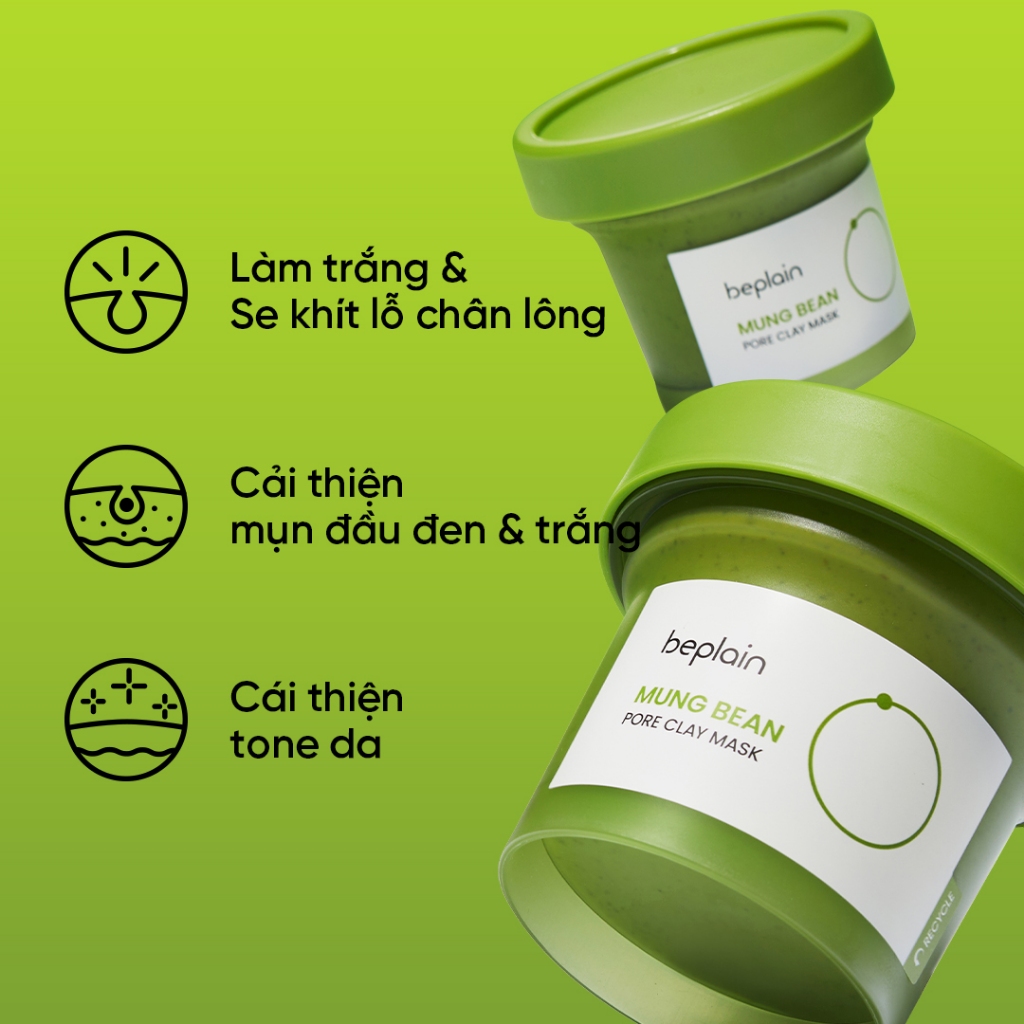 Làm trắng &
Se khít lỗ chân lông
Cải thiện
mụn đầu đen & trắng
Cái thiện
tone da
beplain
MUNG BEAN
PORE CLAY MASK
beplain
MUNG BEAN
PORE CLAY MASK
RECYCLE